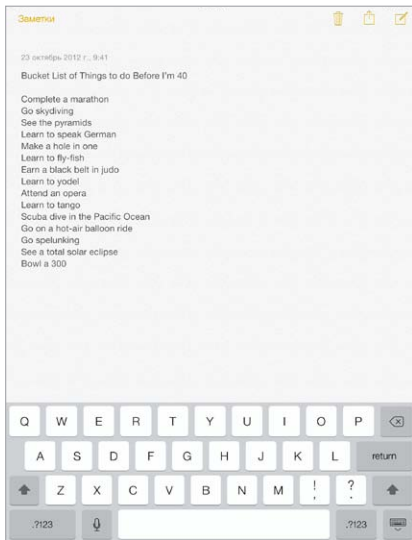 Заметки
23 октябрь 2012 г., 9:41
Bucket List of Things to do Before I'm 40
Complete a marathon
Go skydiving
See the pyramids
Learn to speak German
Make a hole in one
Learn to fly-fish
Earn a black belt in judo
Learn to yodel
Attend an opera
Learn to tango
Scuba dive in the Pacific Ocean
Go on a hot-air balloon ride
Go spelunking
See a total solar eclipse
Bowl a 300
Q W E R T Y U I O P
A S D F G H J K L return
Z X C V B N M ! , ? .
.?123 .?123